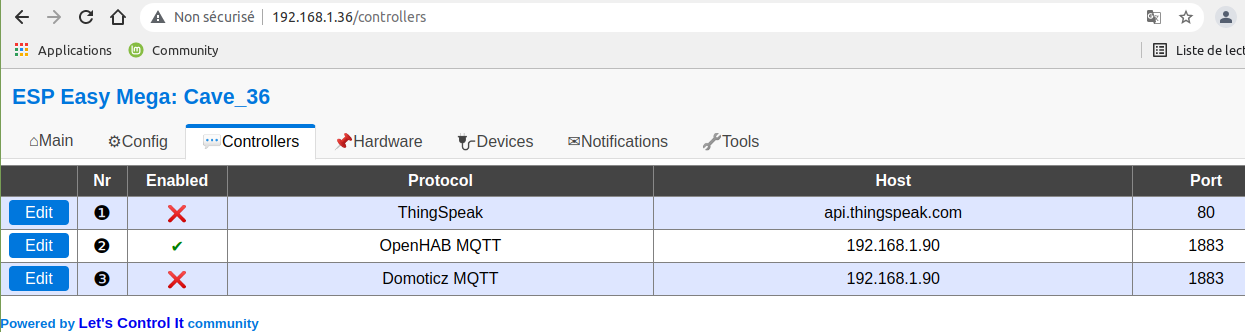 Non sécurisé 192.168.1.36/controllers
Applications Community Liste de lect
ESP Easy Mega: Cave_36
Main Config Controllers Hardware Devices Notifications Tools
Nr Enabled Protocol Host Port
Edit ❶ ❌ ThingSpeak api.thingspeak.com 80
Edit ❷ ✔ OpenHAB MQTT 192.168.1.90 1883
Edit ❸ ❌ Domoticz MQTT 192.168.1.90 1883
Powered by Let's Control It community